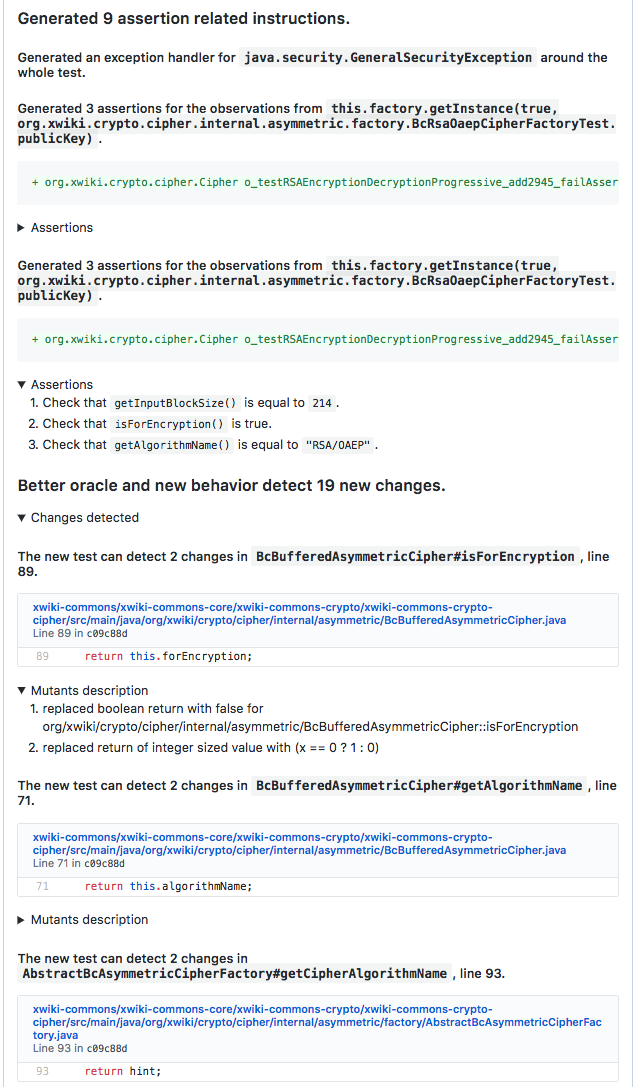 Generated 9 assertion related instructions.
Generated an exception handler for java.security.GeneralSecurityException around the
whole test.
Generated 3 assertions for the observations from this.factory.getInstance(true,
org.xwiki.crypto.cipher.internal.asymmetric.factory.BcRsaOaepCipherFactoryTest.
publicKey) .
+ org.xwiki.crypto.cipher.Cipher o_testRSAEncryptionDecryptionProgressive_add2945_failAsser
▶ Assertions
Generated 3 assertions for the observations from this.factory.getInstance(true,
org.xwiki.crypto.cipher.internal.asymmetric.factory.BcRsaOaepCipherFactoryTest.
publicKey) .
+ org.xwiki.crypto.cipher.Cipher o_testRSAEncryptionDecryptionProgressive_add2945_failAsser
▼ Assertions
1. Check that getInputBlockSize() is equal to 214 .
2. Check that isForEncryption() is true.
3. Check that getAlgorithmName() is equal to "RSA/OAEP" .
Better oracle and new behavior detect 19 new changes.
▼ Changes detected
The new test can detect 2 changes in BcBufferedAsymmetricCipher#isForEncryption , line
89.
xwiki-commons/xwiki-commons-core/xwiki-commons-crypto/xwiki-commons-crypto-
cipher/src/main/java/org/xwiki/crypto/cipher/internal/asymmetric/BcBufferedAsymmetricCipher.java
Line 89 in c09c88d
89 return this.forEncryption;
▼ Mutants description
1. replaced boolean return with false for
org/xwiki/crypto/cipher/internal/asymmetric/BcBufferedAsymmetricCipher::isForEncryption
2. replaced return of integer sized value with (x == 0 ? 1 : 0)
The new test can detect 2 changes in BcBufferedAsymmetricCipher#getAlgorithmName , line
71.
xwiki-commons/xwiki-commons-core/xwiki-commons-crypto/xwiki-commons-crypto-
cipher/src/main/java/org/xwiki/crypto/cipher/internal/asymmetric/BcBufferedAsymmetricCipher.java
Line 71 in c09c88d
71 return this.algorithmName;
▶ Mutants description
The new test can detect 2 changes in
AbstractBcAsymmetricCipherFactory#getCipherAlgorithmName , line 93.
xwiki-commons/xwiki-commons-core/xwiki-commons-crypto/xwiki-commons-crypto-
cipher/src/main/java/org/xwiki/crypto/cipher/internal/asymmetric/factory/AbstractBcAsymmetricCipherFac
tory.java
Line 93 in c09c88d
93 return hint;